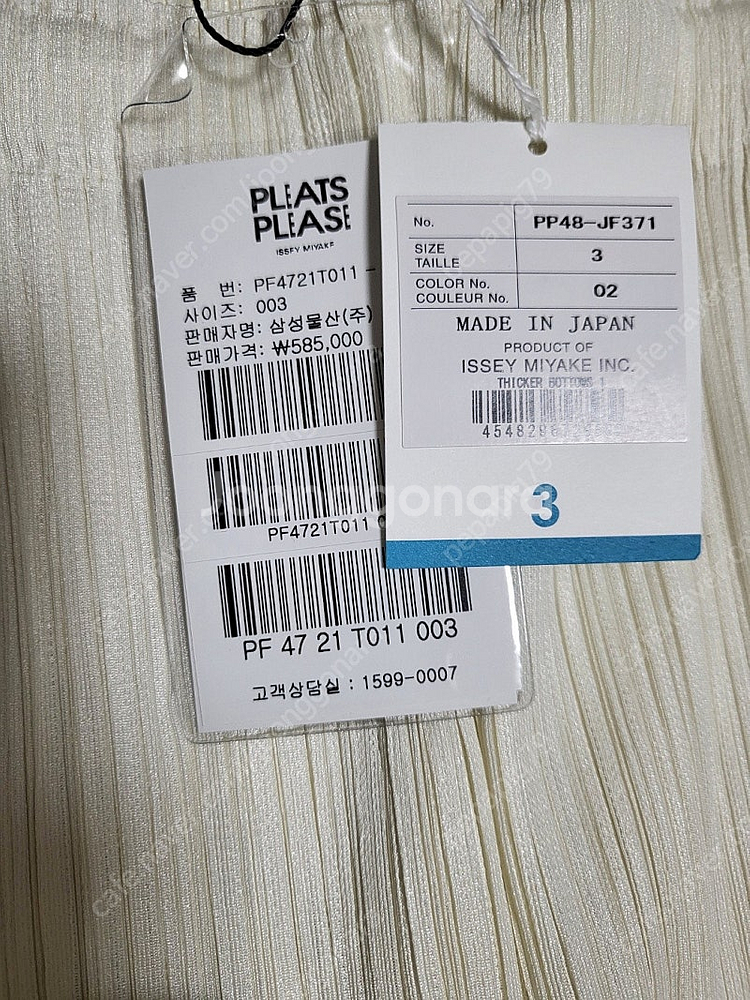 PLEATS
PLEASE
ISSEY MIYAKE
품 번: PF4721T011 -
사이즈: 003
판매자명: 삼성물산(주)
판매가격: ₩585,000
PF4721T011
PF 47 21 T011 003
고객상담실 : 1599-0007
No. PP48-JF371
SIZE
TAILLE 3
COLOR No.
COULEUR No. 02
MADE IN JAPAN
PRODUCT OF
ISSEY MIYAKE INC.
THICKER BOTTOMS 1
3
Joonggonara